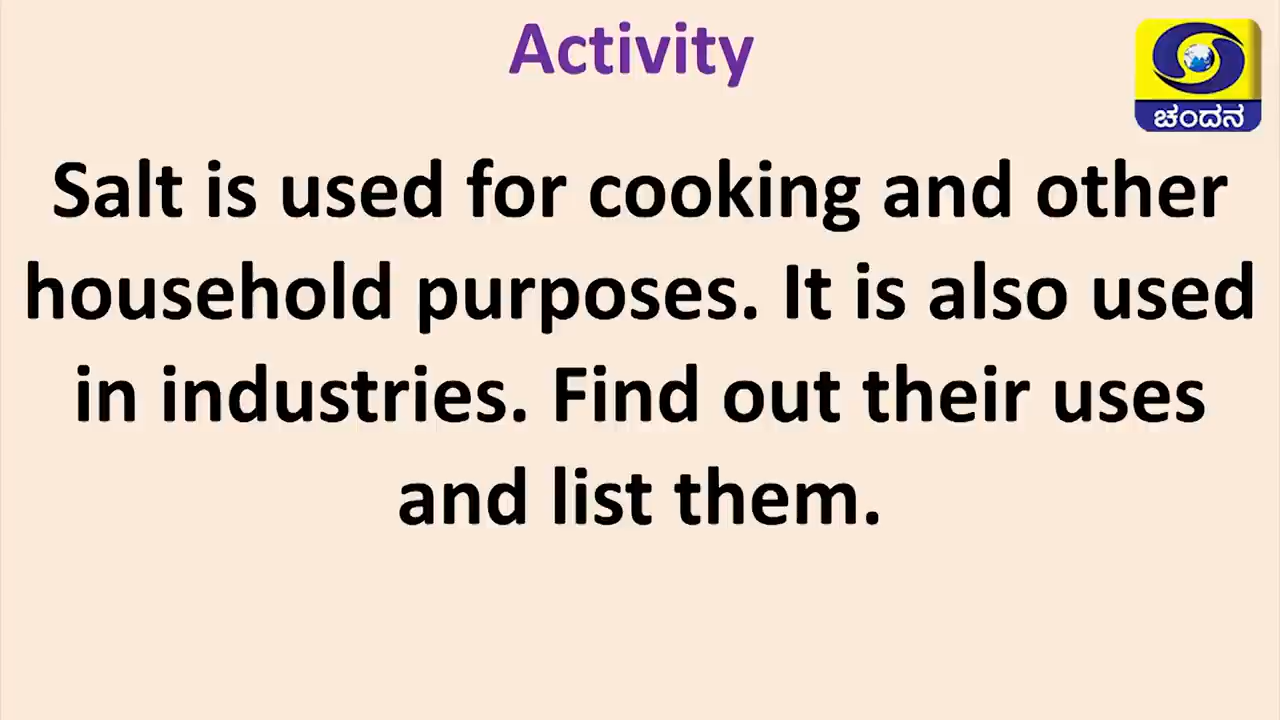 Activity
ಚಂದನ
Salt is used for cooking and other
household purposes. It is also used
in industries. Find out their uses
and list them.